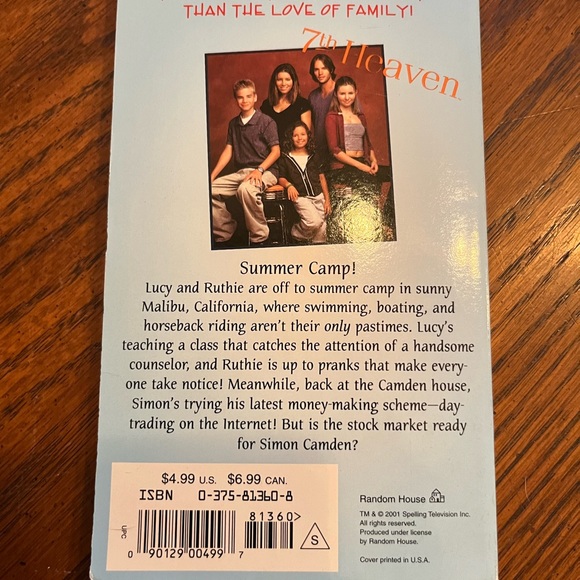 THAN THE LOVE OF FAMILY!
7th Heaven
Summer Camp!
Lucy and Ruthie are off to summer camp in sunny
Malibu, California, where swimming, boating, and
horseback riding aren't their only pastimes. Lucy's
teaching a class that catches the attention of a handsome
counselor, and Ruthie is up to pranks that make every-
one take notice! Meanwhile, back at the Camden house,
Simon's trying his latest money-making scheme—day-
trading on the Internet! But is the stock market ready
for Simon Camden?
$4.99 U.S. $6.99 CAN.
ISBN 0-375-81360-8
81360>
S
UPC
0 90129 00499 7
Random House
TM & © 2001 Spelling Television Inc.
All rights reserved.
Produced under license
by Random House.
Cover printed in U.S.A.